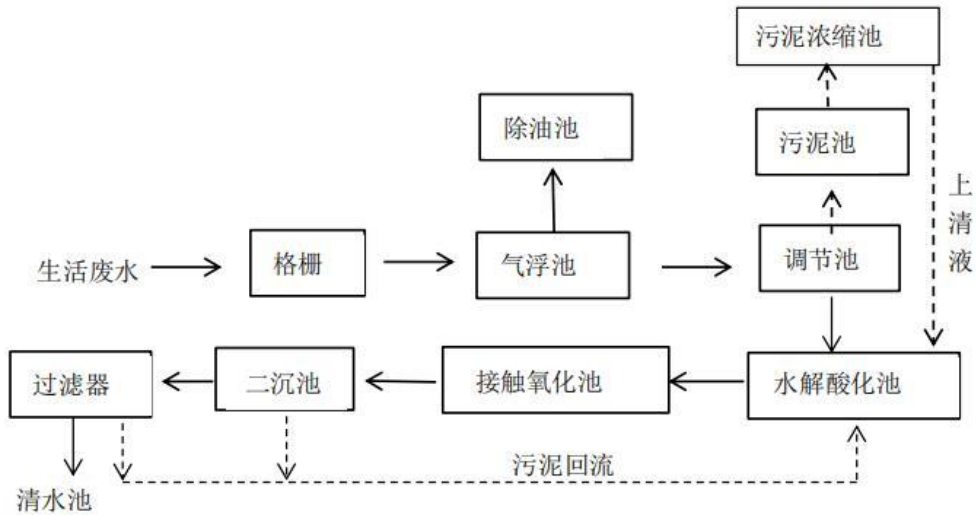 污泥浓缩池
除油池
污泥池
上清液
生活废水
格栅
气浮池
调节池
过滤器
二沉池
接触氧化池
水解酸化池
污泥回流
清水池